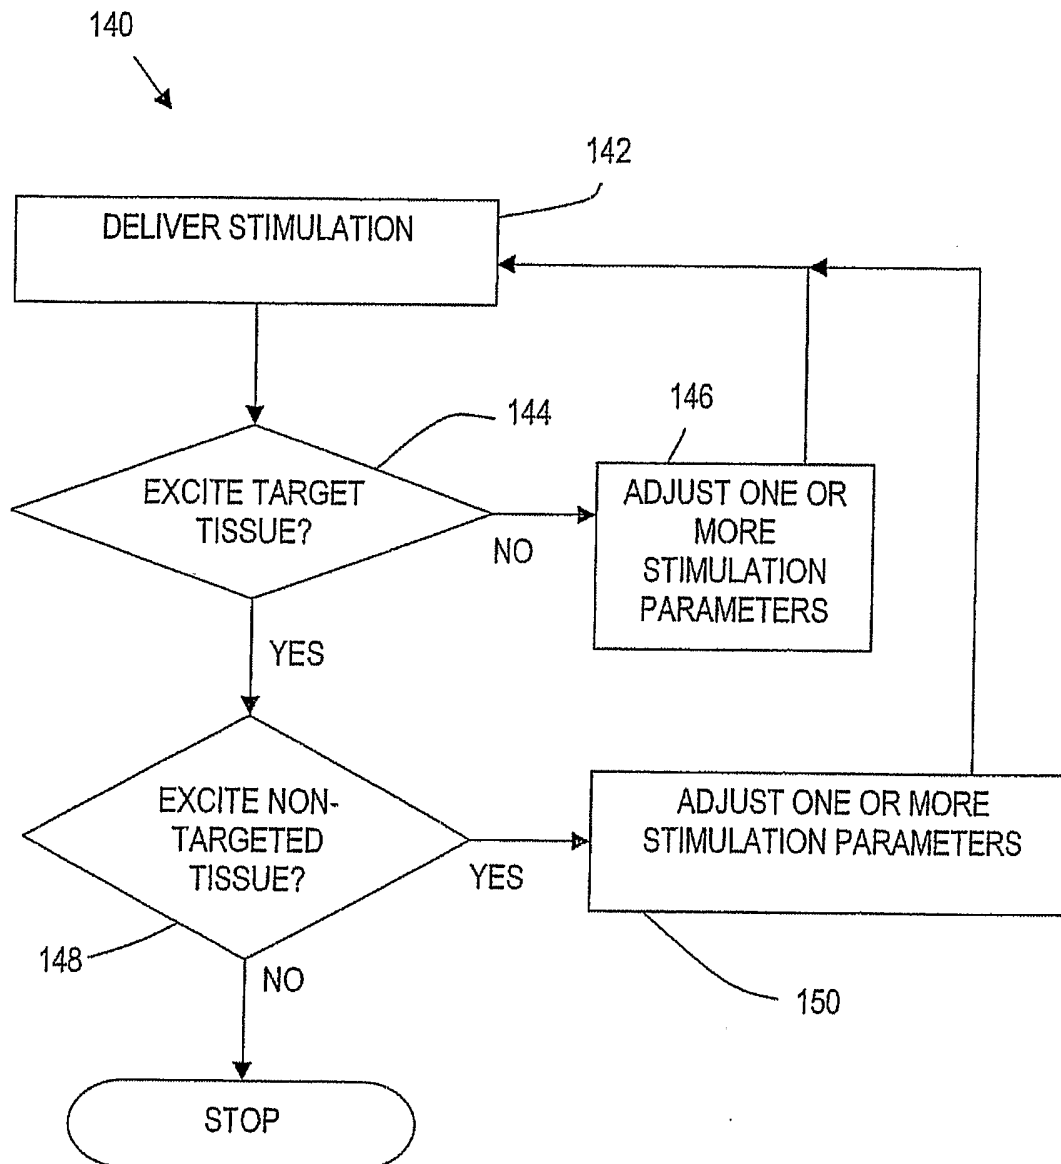 140
142
DELIVER STIMULATION
144
146
EXCITE TARGET
TISSUE?
NO
ADJUST ONE OR
MORE
STIMULATION
PARAMETERS
YES
EXCITE NON-
TARGETED
TISSUE?
YES
ADJUST ONE OR MORE
STIMULATION PARAMETERS
148
NO
150
STOP